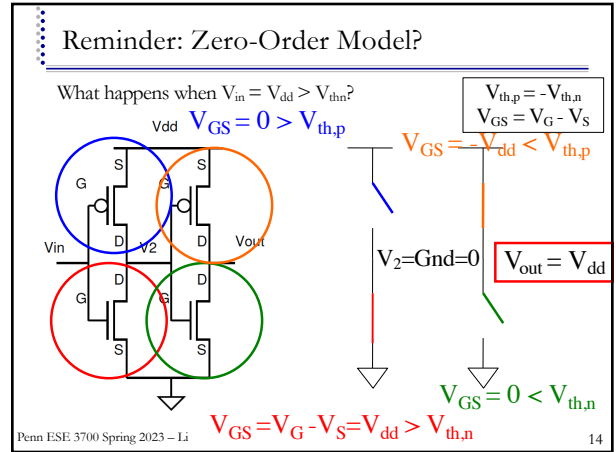 Reminder: Zero-Order Model?
What happens when Vin = Vdd > Vthn?
Vth,p = -Vth,n
VGS = VG - VS
Vdd
VGS = 0 > Vth,p
VGS = -Vdd < Vth,p
S
S
G
G
D
D
Vin
V2
Vout
V2=Gnd=0
Vout = Vdd
D
D
G
G
S
S
VGS = 0 < Vth,n
VGS = VG -VS=Vdd > Vth,n
Penn ESE 3700 Spring 2023 – Li
14